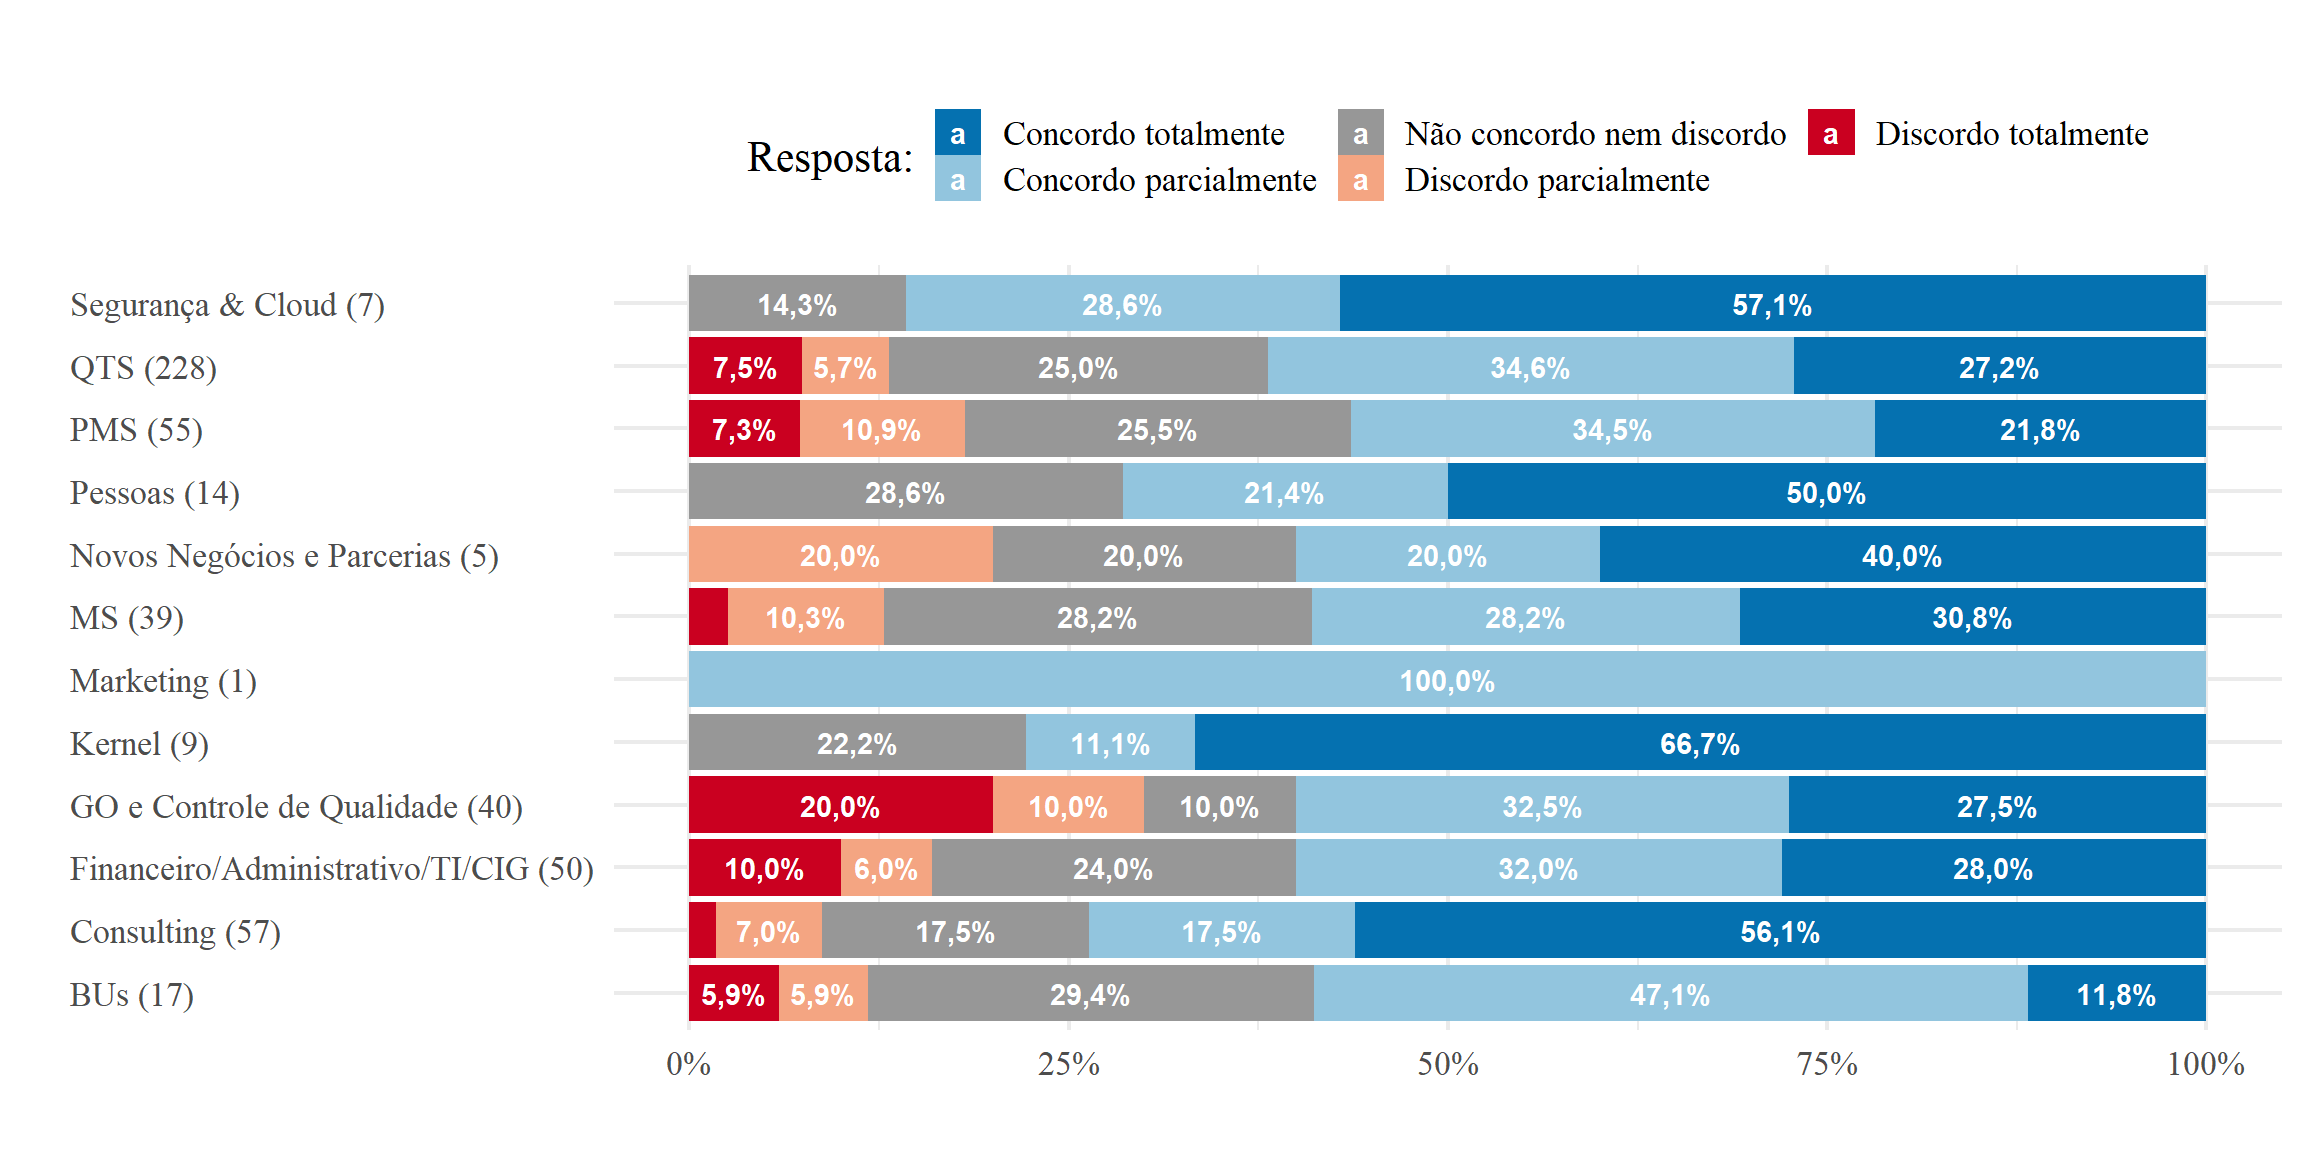 Resposta:
a Concordo totalmente
a Concordo parcialmente
a Não concordo nem discordo
a Discordo parcialmente
a Discordo totalmente
Segurança & Cloud (7) 14,3% 28,6% 57,1%
QTS (228) 7,5% 5,7% 25,0% 34,6% 27,2%
PMS (55) 7,3% 10,9% 25,5% 34,5% 21,8%
Pessoas (14) 28,6% 21,4% 50,0%
Novos Negócios e Parcerias (5) 20,0% 20,0% 20,0% 40,0%
MS (39) 10,3% 28,2% 28,2% 30,8%
Marketing (1) 100,0%
Kernel (9) 22,2% 11,1% 66,7%
GO e Controle de Qualidade (40) 20,0% 10,0% 10,0% 32,5% 27,5%
Financeiro/Administrativo/TI/CIG (50) 10,0% 6,0% 24,0% 32,0% 28,0%
Consulting (57) 7,0% 17,5% 17,5% 56,1%
BUs (17) 5,9% 5,9% 29,4% 47,1% 11,8%
0% 25% 50% 75% 100%